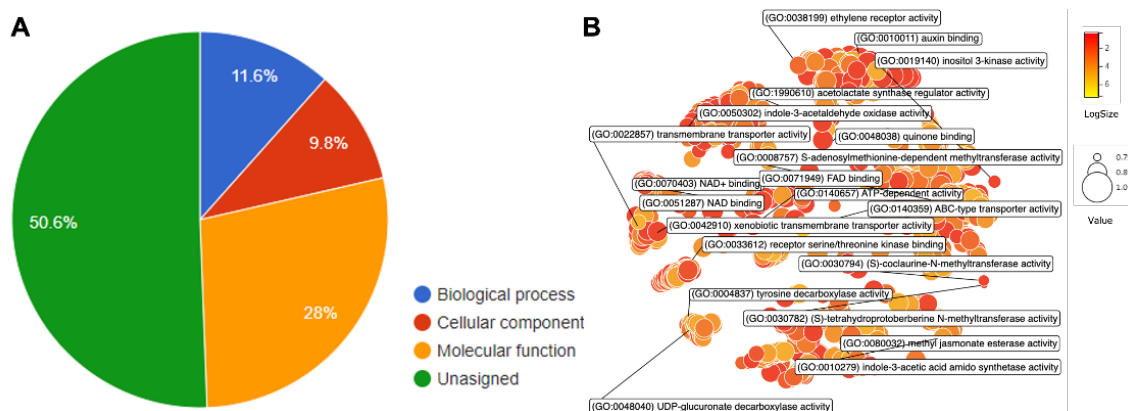 A
11.6%
9.8%
28%
50.6%
Biological process
Cellular component
Molecular function
Unasigned
B
(GO:0038199) ethylene receptor activity
(GO:0010011) auxin binding
(GO:0019140) inositol 3-kinase activity
(GO:1990610) acetolactate synthase regulator activity
(GO:0050302) indole-3-acetaldehyde oxidase activity
(GO:0022857) transmembrane transporter activity
(GO:0048038) quinone binding
(GO:0008757) S-adenosylmethionine-dependent methyltransferase activity
(GO:0071949) FAD binding
(GO:0070403) NAD+ binding
(GO:0140657) ATP-dependent activity
(GO:0051287) NAD binding
(GO:0140359) ABC-type transporter activity
(GO:0042910) xenobiotic transmembrane transporter activity
(GO:0033612) receptor serine/threonine kinase binding
(GO:0030794) (S)-coclaurine-N-methyltransferase activity
(GO:0004837) tyrosine decarboxylase activity
(GO:0030782) (S)-tetrahydroprotoberberine N-methyltransferase activity
(GO:0080032) methyl jasmonate esterase activity
(GO:0010279) indole-3-acetic acid amido synthetase activity
(GO:0048040) UDP-glucuronate decarboxylase activity
2
4
6
LogSize
0.7
0.8
1.0
Value